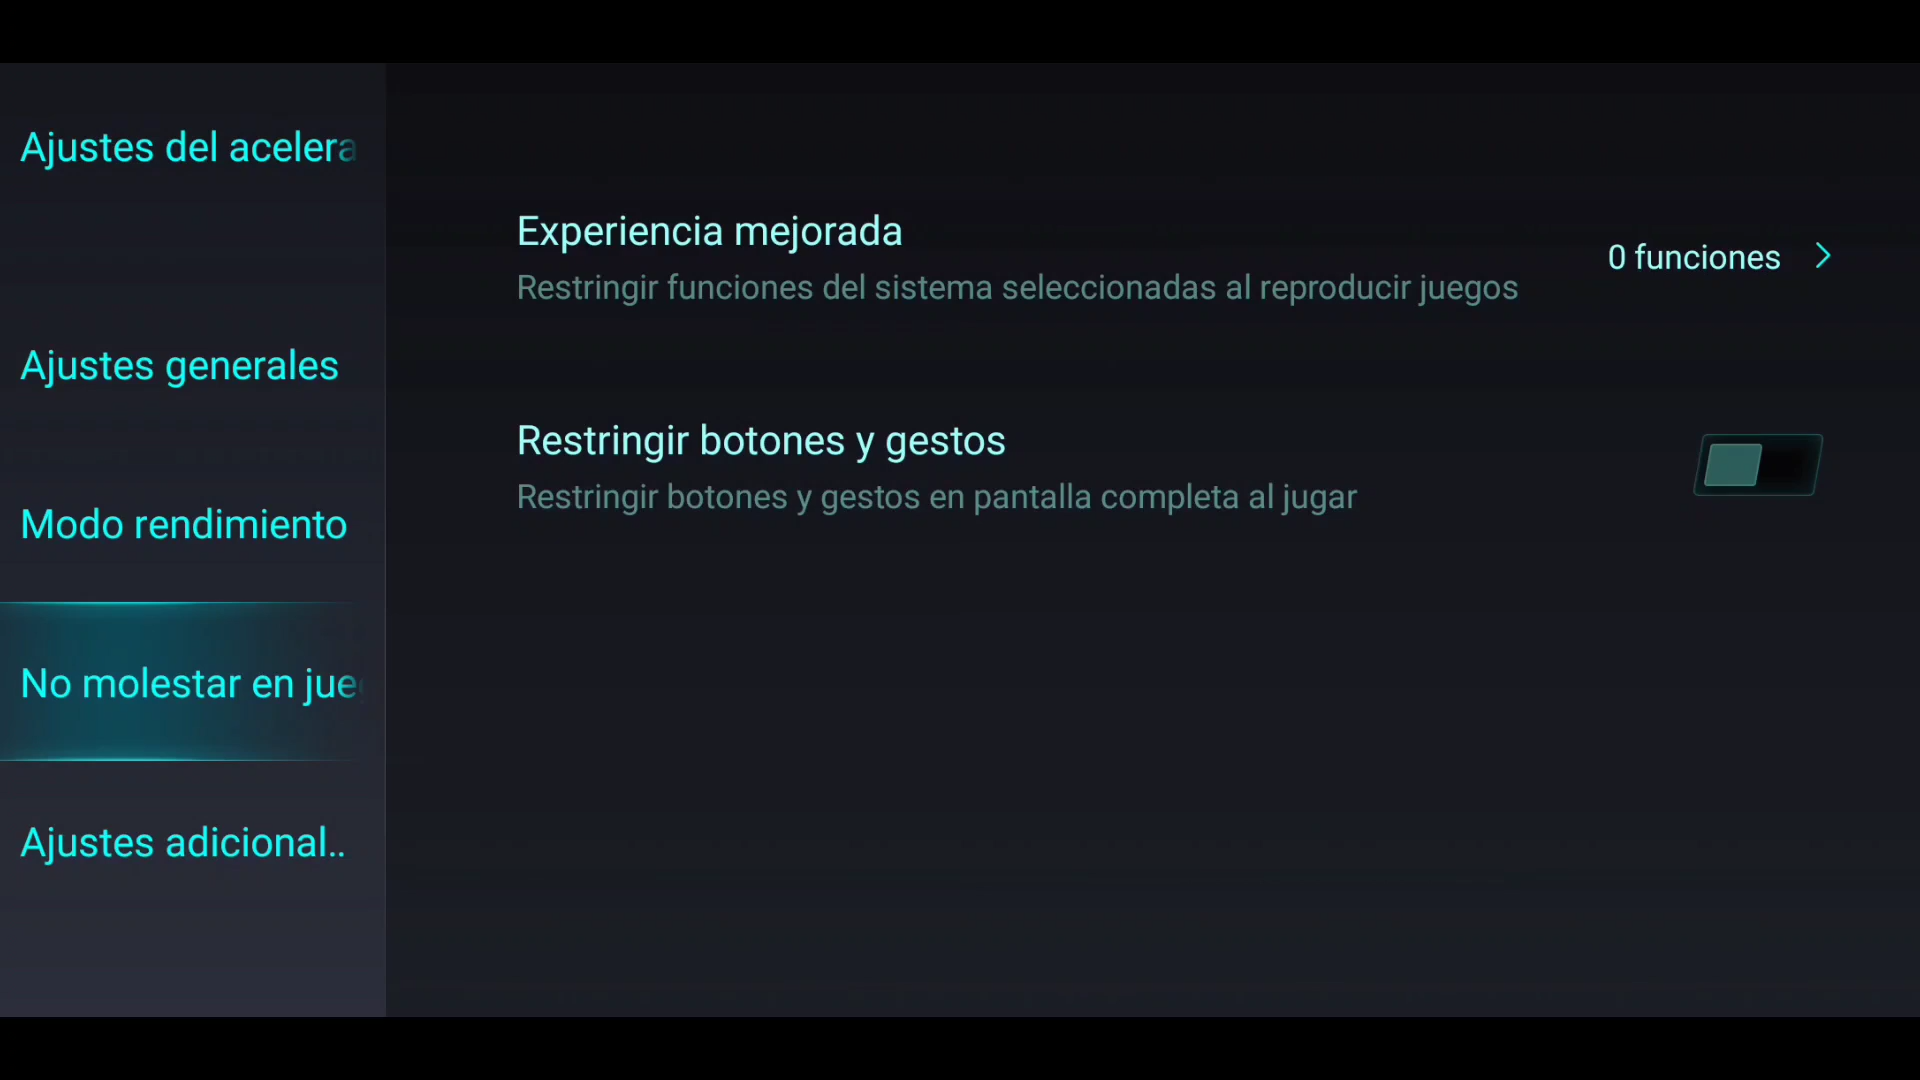 Ajustes del acelera
Ajustes generales
Modo rendimiento
No molestar en jue
Ajustes adicional..
Experiencia mejorada
Restringir funciones del sistema seleccionadas al reproducir juegos
0 funciones
Restringir botones y gestos
Restringir botones y gestos en pantalla completa al jugar